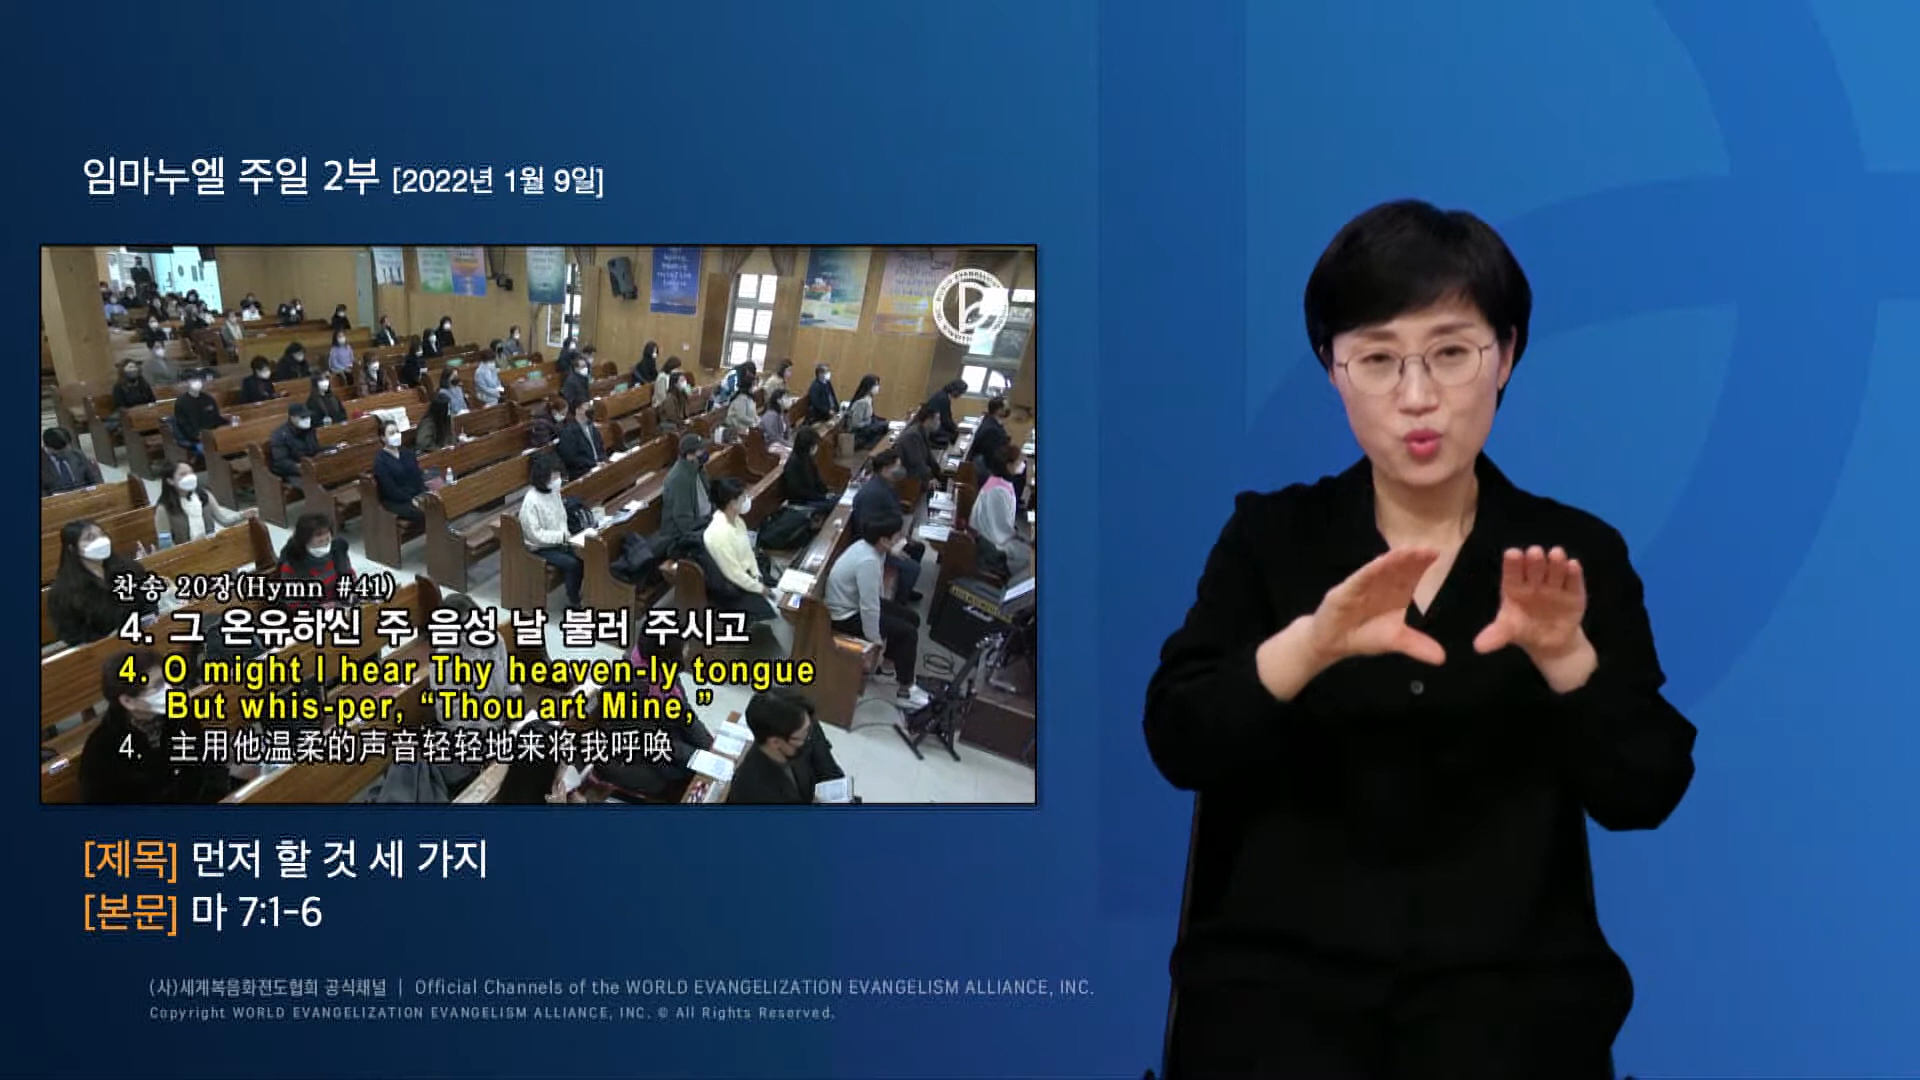 임마누엘 주일 2부 [2022년 1월 9일]
찬송 20장(Hymn #41)
4. 그 온유하신 주 음성 날 불러 주시고
4. O might I hear Thy heaven-ly tongue
But whis-per, “Thou art Mine,”
4. 主用他温柔的声音轻轻地来将我呼唤
[제목] 먼저 할 것 세 가지
[본문] 마 7:1-6
(사)세계복음화전도협회 공식채널 | Official Channels of the WORLD EVANGELIZATION EVANGELISM ALLIANCE, INC.
Copyright WORLD EVANGELIZATION EVANGELISM ALLIANCE, INC. © All Rights Reserved.